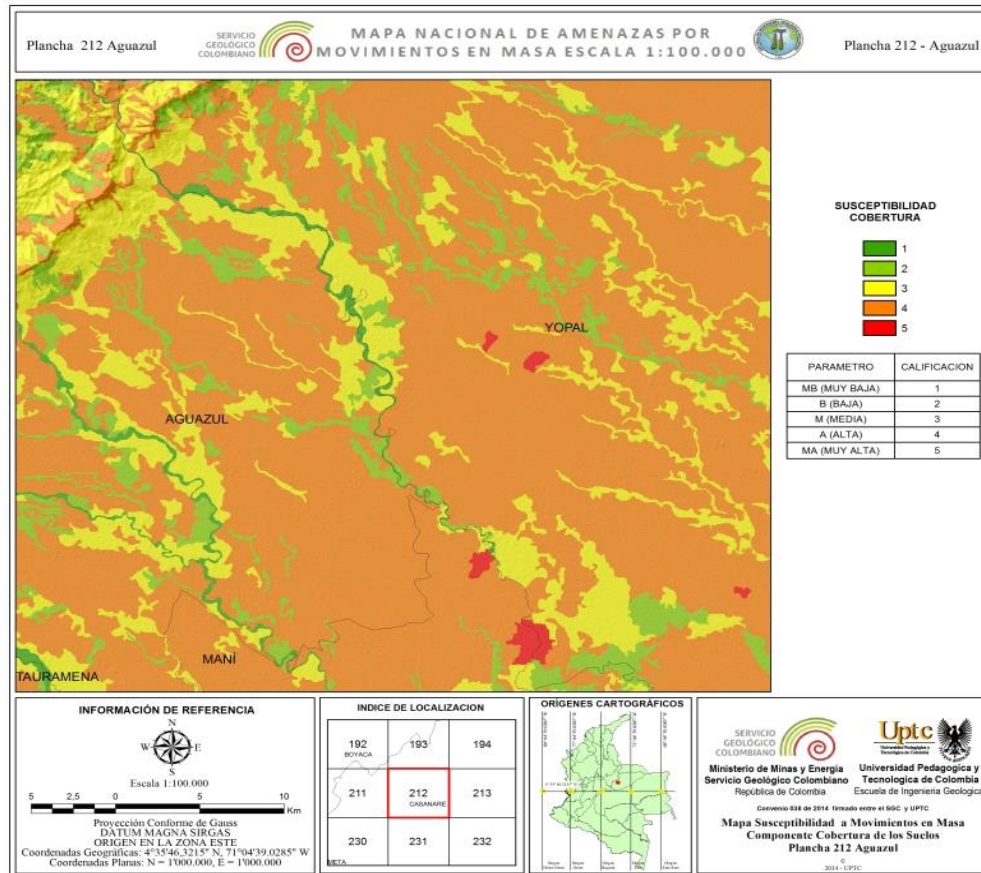 Plancha 212 Aguazul
SERVICIO
GEOLÓGICO
COLOMBIANO
MAPA NACIONAL DE AMENAZAS POR
MOVIMIENTOS EN MASA ESCALA 1:100.000
Plancha 212 - Aguazul
YOPAL
AGUAZUL
MANÍ
TAURAMENA
SUSCEPTIBILIDAD
COBERTURA
1
2
3
4
5
PARAMETRO CALIFICACION
MB (MUY BAJA) 1
B (BAJA) 2
M (MEDIA) 3
A (ALTA) 4
MA (MUY ALTA) 5
INFORMACIÓN DE REFERENCIA
N
W E
S
Escala 1:100.000
5 2.5 0 5 10
Km
Proyección Conforme de Gauss
DATUM MAGNA SIRGAS
ORIGEN EN LA ZONA ESTE
Coordenadas Geográficas: 4°35'46,3215" N, 71°04'39,0285" W
Coordenadas Planas: N = 1'000.000, E = 1'000.000
INDICE DE LOCALIZACION
192 193 194
BOYACA
211 212 213
CASANARE
230 231 232
META
ORÍGENES CARTOGRÁFICOS
SERVICIO
GEOLÓGICO
COLOMBIANO
Uptc
Universidad Pedagógica y
Tecnológica de Colombia
Ministerio de Minas y Energia
Servicio Geológico Colombiano
República de Colombia
Universidad Pedagogica y
Tecnologica de Colombia
Escuela de Ingenieria Geologica
Convenio 038 de 2014 firmado entre el SGC y UPTC
Mapa Susceptibilidad a Movimientos en Masa
Componente Cobertura de los Suelos
Plancha 212 Aguazul
©
2014 - UPTC